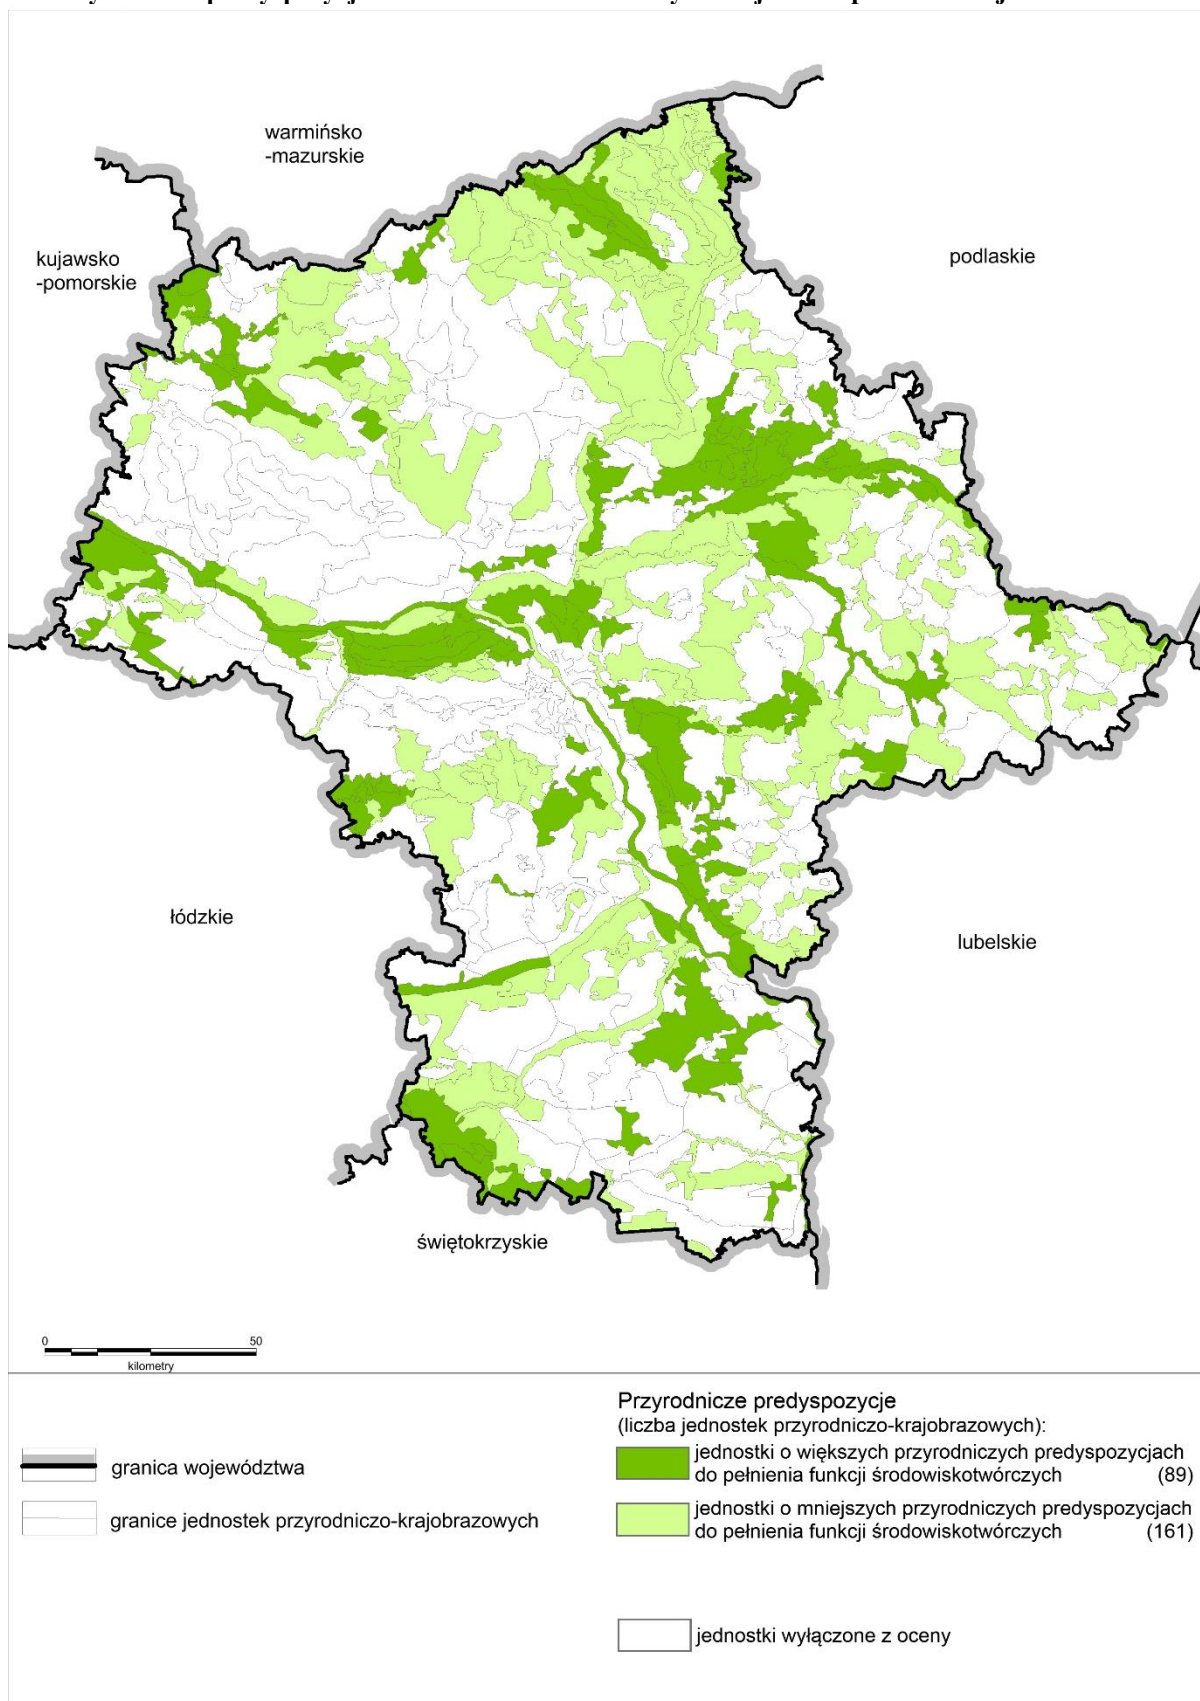 warmińsko
-mazurskie
kujawsko
-pomorskie
podlaskie
łódzkie
lubelskie
świętokrzyskie
0 50
kilometry
Przyrodnicze predyspozycje
(liczba jednostek przyrodniczo-krajobrazowych):
jednostki o większych przyrodniczych predyspozycjach
do pełnienia funkcji środowiskotwórczych (89)
granica województwa
jednostki o mniejszych przyrodniczych predyspozycjach
do pełnienia funkcji środowiskotwórczych (161)
granice jednostek przyrodniczo-krajobrazowych
jednostki wyłączone z oceny